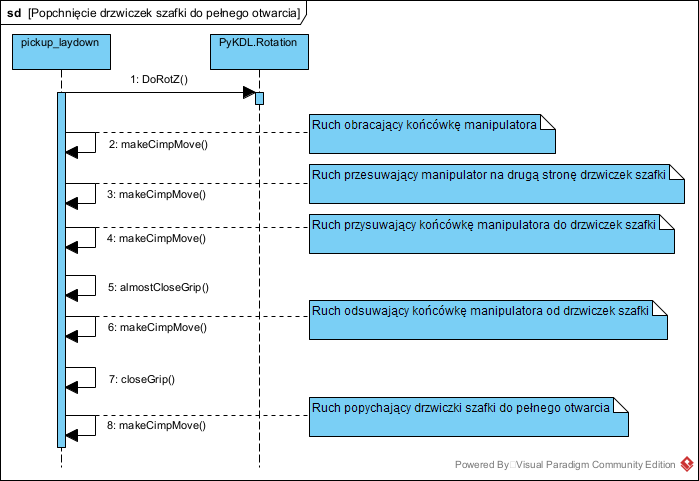 sd [Popchnięcie drzwiczek szafki do pełnego otwarcia]
pickup_laydown
PyKDL.Rotation
1: DoRotZ()
Ruch obracający końcówkę manipulatora
2: makeCimpMove()
Ruch przesuwający manipulator na drugą stronę drzwiczek szafki
3: makeCimpMove()
Ruch przysuwający końcówkę manipulatora do drzwiczek szafki
4: makeCimpMove()
5: almostCloseGrip()
Ruch odsuwający końcówkę manipulatora od drzwiczek szafki
6: makeCimpMove()
7: closeGrip()
Ruch popychający drzwiczki szafki do pełnego otwarcia
8: makeCimpMove()
Powered By Visual Paradigm Community Edition